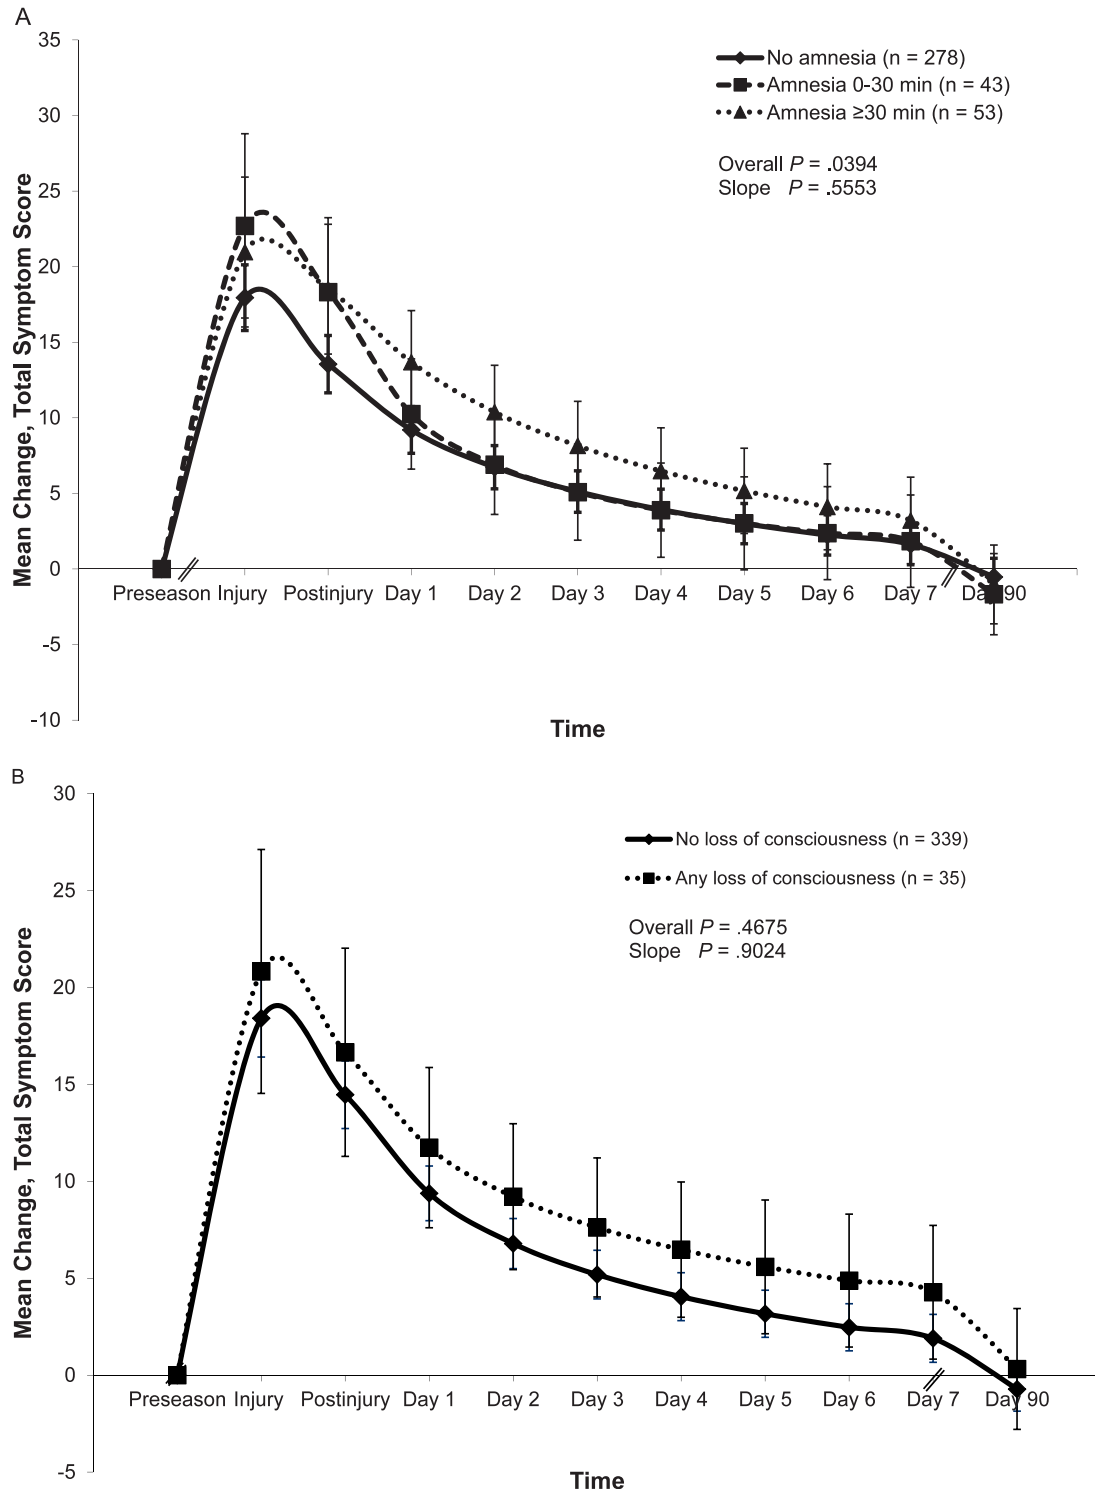 A
35
30
25
20
15
10
5
0
-5
-10
Mean Change, Total Symptom Score
No amnesia (n = 278)
Amnesia 0-30 min (n = 43)
Amnesia ≥30 min (n = 53)
Overall P = .0394
Slope P = .5553
Preseason Injury Postinjury Day 1 Day 2 Day 3 Day 4 Day 5 Day 6 Day 7 Day 90
Time
B
30
25
20
15
10
5
0
-5
Mean Change, Total Symptom Score
No loss of consciousness (n = 339)
Any loss of consciousness (n = 35)
Overall P = .4675
Slope P = .9024
Preseason Injury Postinjury Day 1 Day 2 Day 3 Day 4 Day 5 Day 6 Day 7 Day 90
Time